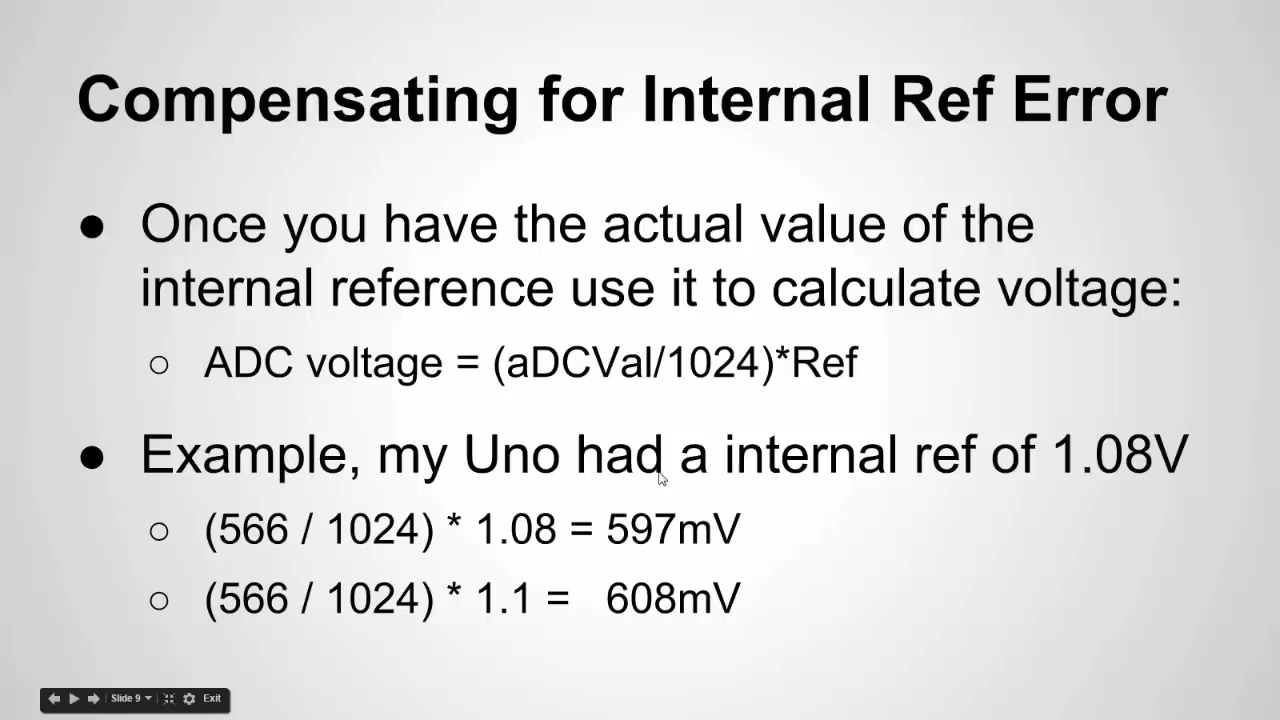 Compensating for Internal Ref Error
● Once you have the actual value of the
internal reference use it to calculate voltage:
○ ADC voltage = (aDCVal/1024)*Ref
● Example, my Uno had a internal ref of 1.08V
○ (566 / 1024) * 1.08 = 597mV
○ (566 / 1024) * 1.1 = 608mV
Slide 9 Exit